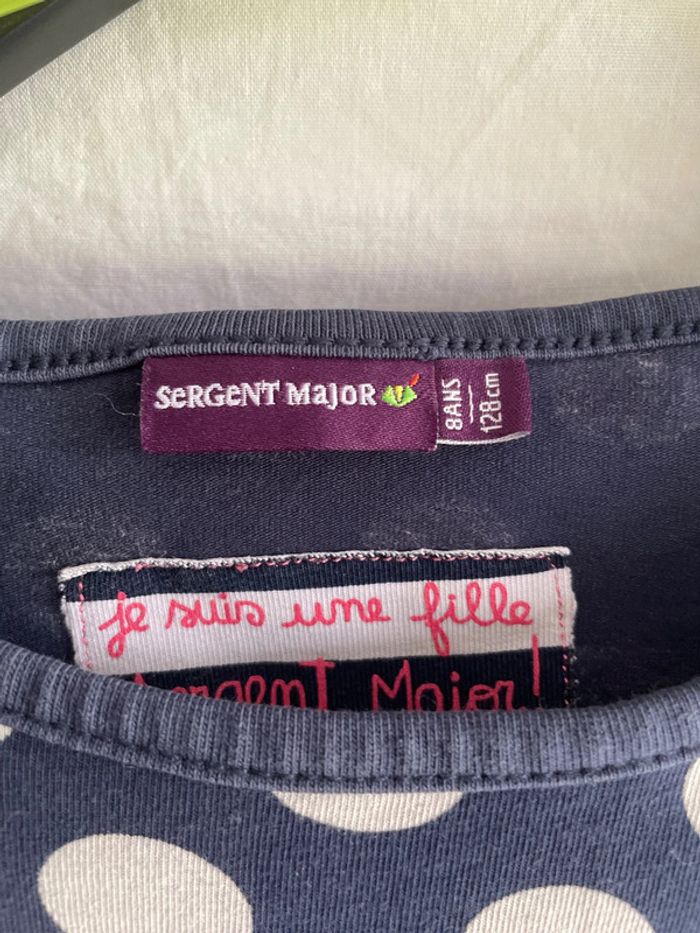 SeRGeNT MajoR
8ANS
128cm
je suis une fille
Sergent Major!